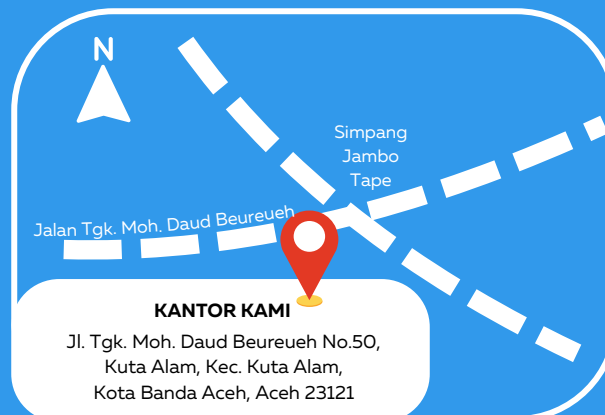 N
Simpang
Jambo
Tape
Jalan Tgk. Moh. Daud Beureueh
KANTOR KAMI
Jl. Tgk. Moh. Daud Beureueh No.50,
Kuta Alam, Kec. Kuta Alam,
Kota Banda Aceh, Aceh 23121